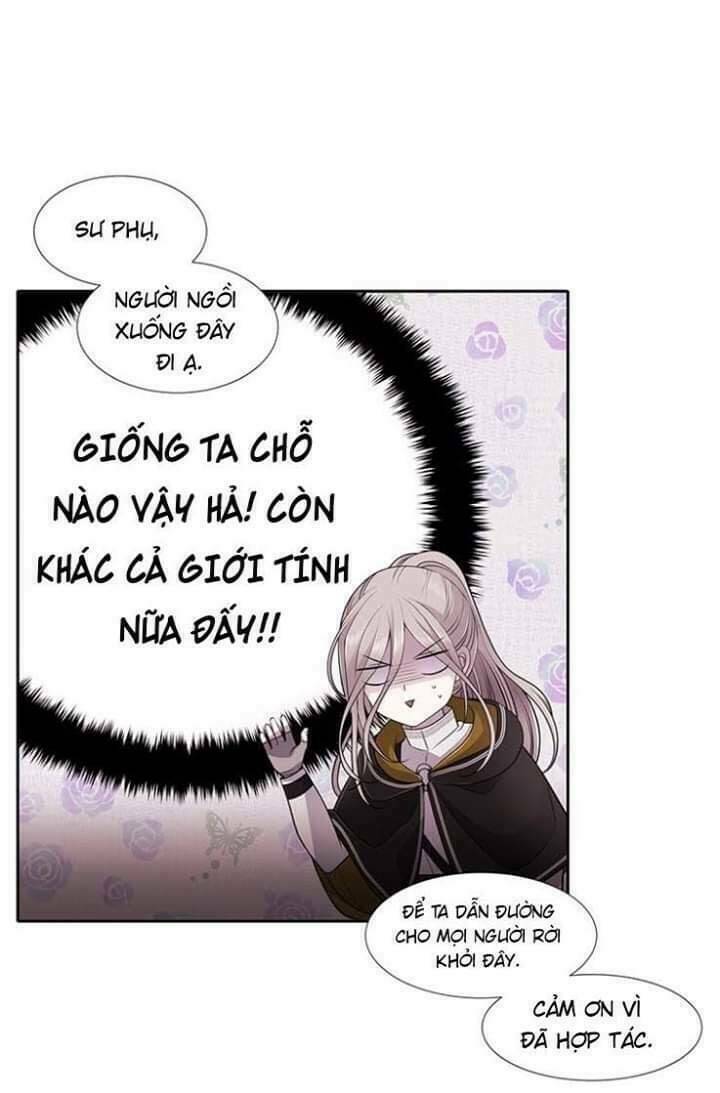 SƯ PHỤ,
NGƯỜI NGỒI
XUỐNG ĐÂY
ĐI Ạ.
GIỐNG TA CHỖ
NÀO VẬY HẢ! CÒN
KHÁC CẢ GIỚI TÍNH
NỮA ĐẤY!!
ĐỂ TA DẪN ĐƯỜNG
CHO MỌI NGƯỜI RỜI
KHỎI ĐÂY.
CẢM ƠN VÌ
ĐÃ HỢP TÁC.